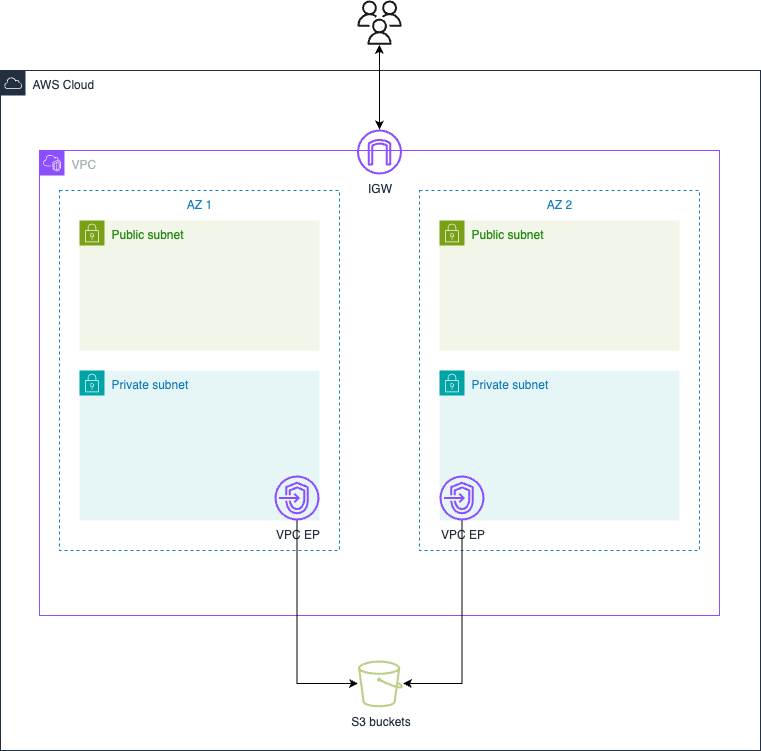 AWS Cloud
VPC
IGW
AZ 1
AZ 2
Public subnet
Public subnet
Private subnet
Private subnet
VPC EP
VPC EP
S3 buckets